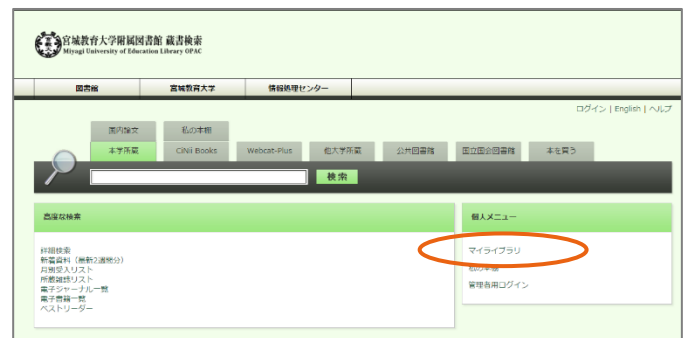 宮城教育大学附属図書館 蔵書検索
Miyagi University of Education Library OPAC
図書館 宮城教育大学 情報処理センター
ログイン | English | ヘルプ
国内論文 私の本棚
本学所蔵 CiNii Books Webcat-Plus 他大学所蔵 公共図書館 国立国会図書館 本を買う
検索
高度な検索
個人メニュー
詳細検索
新着資料（最新2週間分）
月別受入リスト
所蔵雑誌リスト
電子ジャーナル一覧
電子書籍一覧
ベストリーダー
マイライブラリ
私の本棚
管理者用ログイン